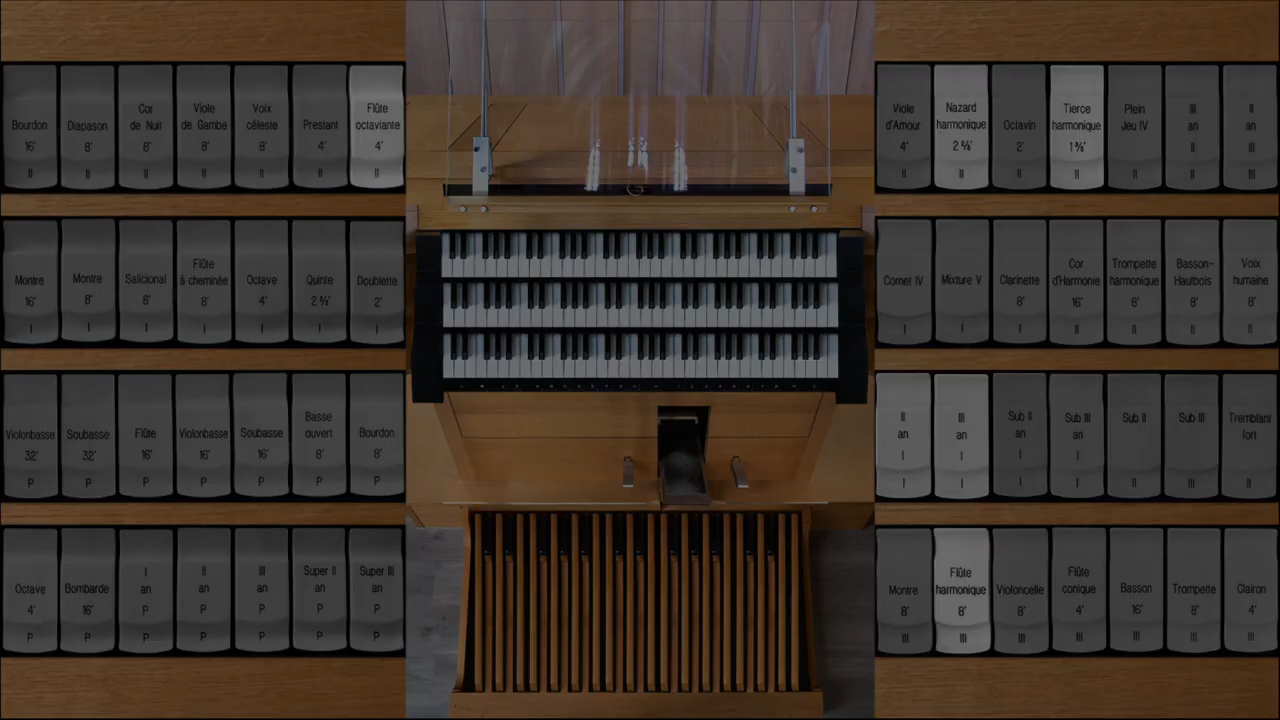 Bourdon
16'
II
Diapason
8'
II
Cor
de Nuit
8'
II
Viole
de Gambe
8'
II
Voix
céleste
8'
II
Prestant
4'
II
Flûte
octaviante
4'
II
Viole
d'Amour
4'
II
Nazard
harmonique
2 ⅔'
II
Octavin
2'
II
Tierce
harmonique
1 ⅗'
II
Plein
Jeu IV
II
III
an
II
II
II
an
III
III
Montre
16'
I
Montre
8'
I
Salicional
8'
I
Flûte
à cheminée
8'
I
Octave
4'
I
Quinte
2 ⅔'
I
Doublette
2'
I
Cornet IV
I
Mixture V
I
Clarinette
8'
I
Cor
d'Harmonie
16'
II
Trompette
harmonique
8'
II
Basson-
Hautbois
8'
II
Voix
humaine
8'
II
Violonbasse
32'
P
Soubasse
32'
P
Flûte
16'
P
Violonbasse
16'
P
Soubasse
16'
P
Basse
ouvert
8'
P
Bourdon
8'
P
II
an
I
I
III
an
I
I
Sub II
an
I
I
Sub III
an
I
I
Sub II
II
Sub III
III
Tremblant
fort
II
Octave
4'
P
Bombarde
16'
P
I
an
P
P
II
an
P
P
III
an
P
P
Super II
an
P
P
Super III
an
P
P
Montre
8'
III
Flûte
harmonique
8'
III
Violoncelle
8'
III
Flûte
conique
4'
III
Basson
16'
III
Trompette
8'
III
Clairon
4'
III